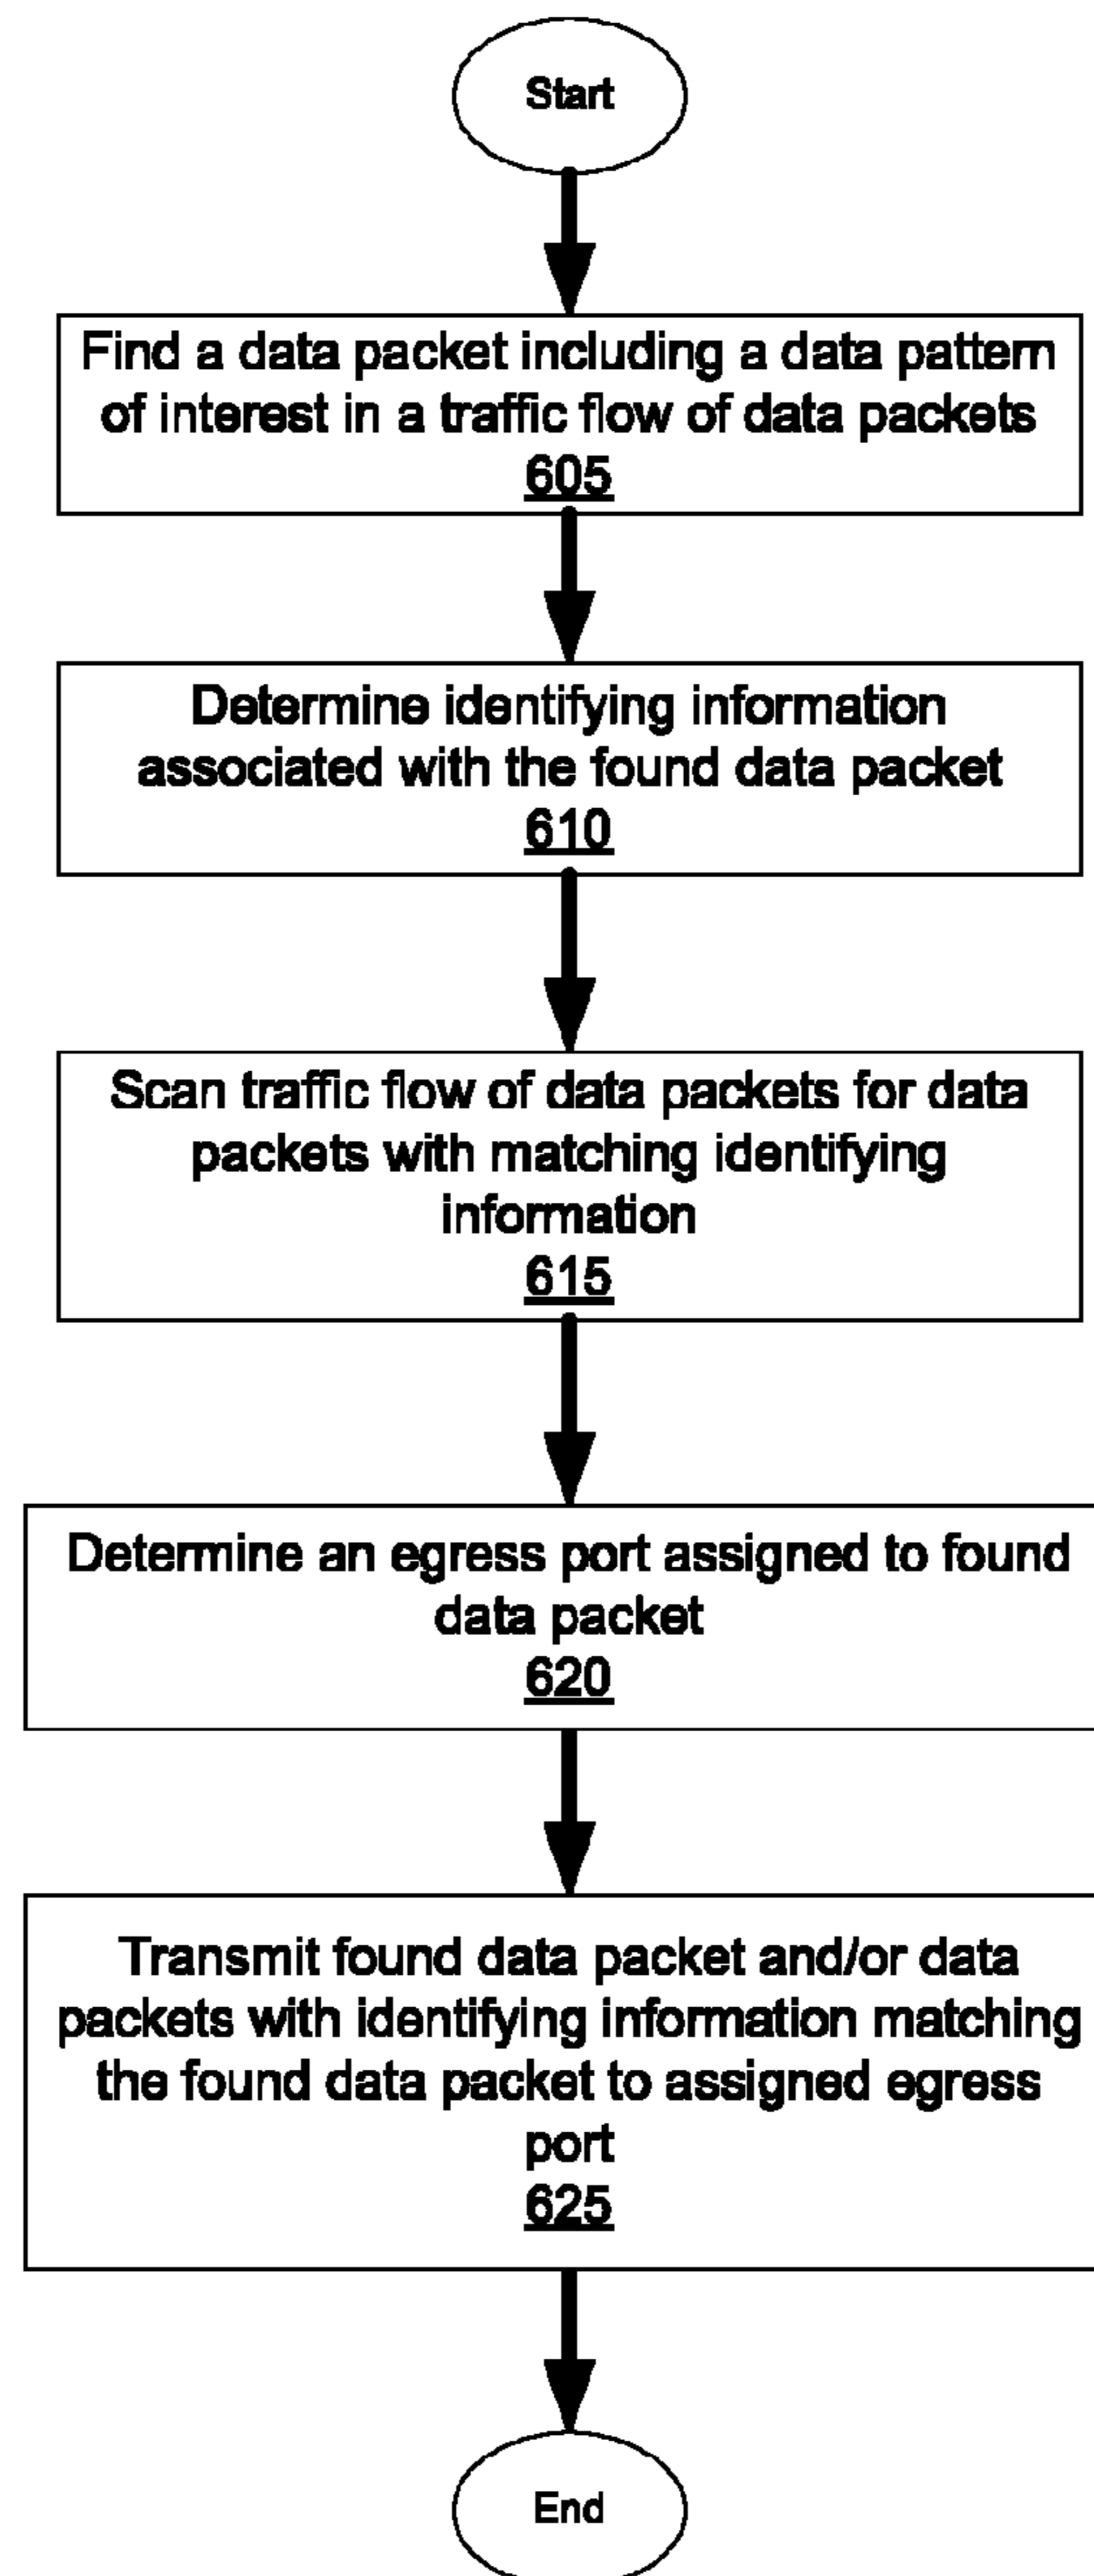 Start
Find a data packet including a data pattern
of interest in a traffic flow of data packets
605
Determine identifying information
associated with the found data packet
610
Scan traffic flow of data packets for data
packets with matching identifying
information
615
Determine an egress port assigned to found
data packet
620
Transmit found data packet and/or data
packets with identifying information matching
the found data packet to assigned egress
port
625
End